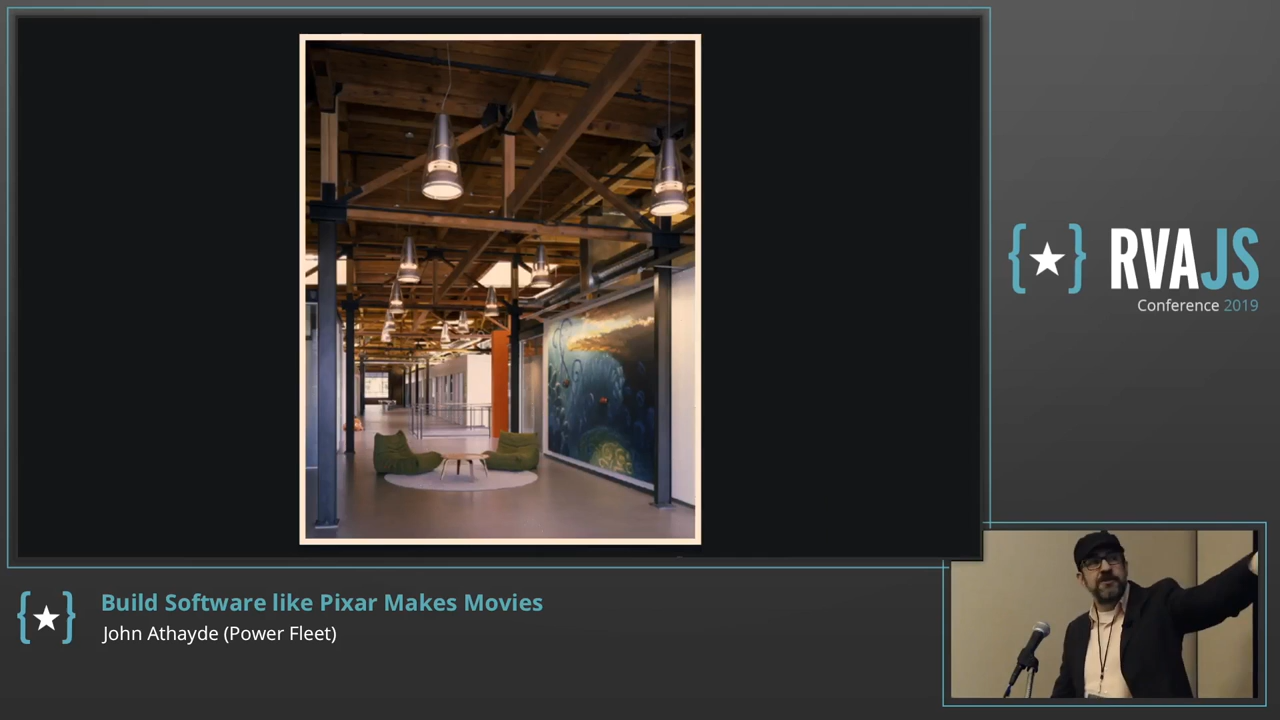 {★} RVAJS
Conference 2019
{★} Build Software like Pixar Makes Movies
John Athayde (Power Fleet)